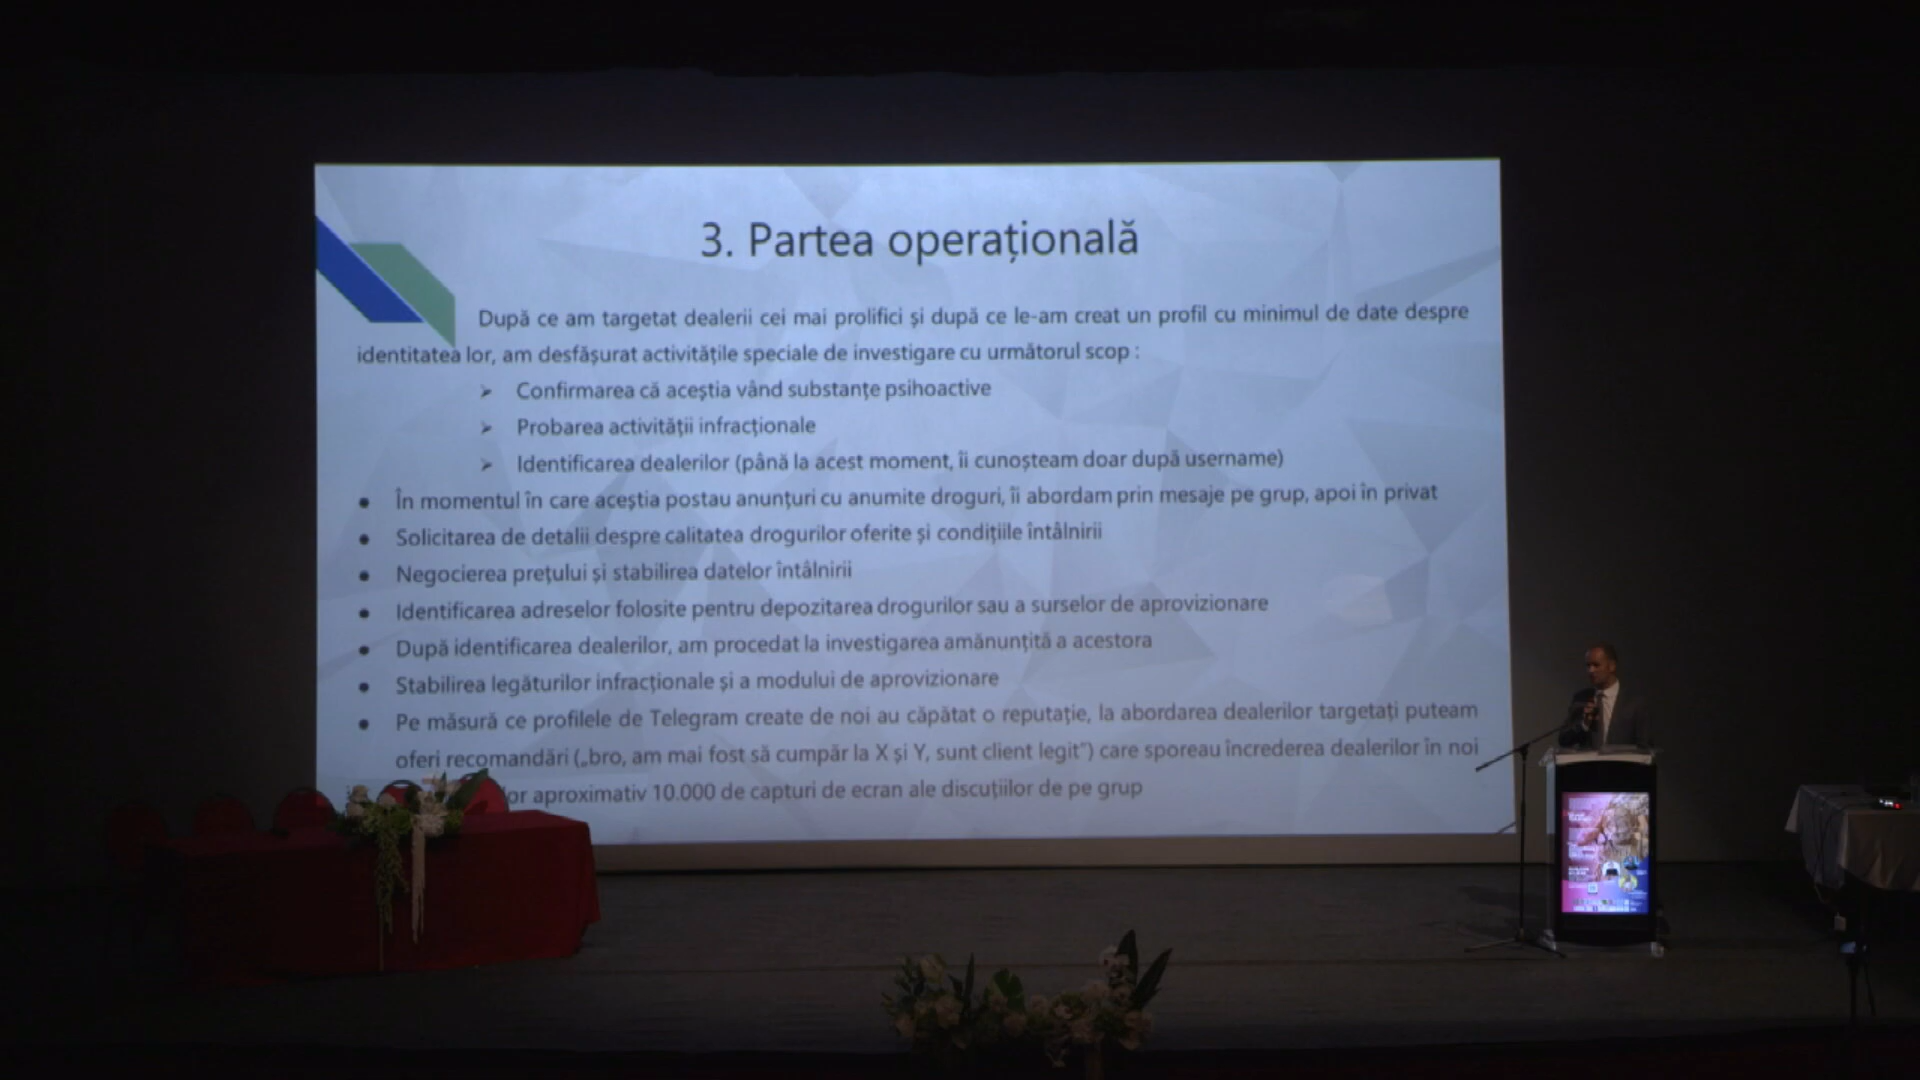 3. Partea operațională
După ce am targetat dealerii cei mai prolifici și după ce le-am creat un profil cu minimul de date despre
identitatea lor, am desfășurat activitățile speciale de investigare cu următorul scop :
➢ Confirmarea că aceștia vând substanțe psihoactive
➢ Probarea activității infracționale
➢ Identificarea dealerilor (până la acest moment, îi cunoșteam doar după username)
● În momentul în care aceștia postau anunțuri cu anumite droguri, îi abordam prin mesaje pe grup, apoi în privat
● Solicitarea de detalii despre calitatea drogurilor oferite și condițiile întâlnirii
● Negocierea prețului și stabilirea datelor întâlnirii
● Identificarea adreselor folosite pentru depozitarea drogurilor sau a surselor de aprovizionare
● După identificarea dealerilor, am procedat la investigarea amănunțită a acestora
● Stabilirea legăturilor infracționale și a modului de aprovizionare
● Pe măsură ce profilele de Telegram create de noi au căpătat o reputație, la abordarea dealerilor targetați puteam
oferi recomandări („bro, am mai fost să cumpăr la X și Y, sunt client legit”) care sporeau încrederea dealerilor în noi
aproximativ 10.000 de capturi de ecran ale discuțiilor de pe grup